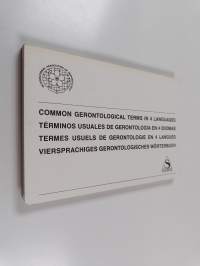 COMMON GERONTOLOGICAL TERMS IN 4 LANGUAGES
TÉRMINOS USUALES DE GERONTOLOGIA EN 4 IDIOMAS
TERMES USUELS DE GERONTOLOGIE EN 4 LANGUES
VIERSPRACHIGES GERONTOLOGISCHES WÖRTERBUCH
S